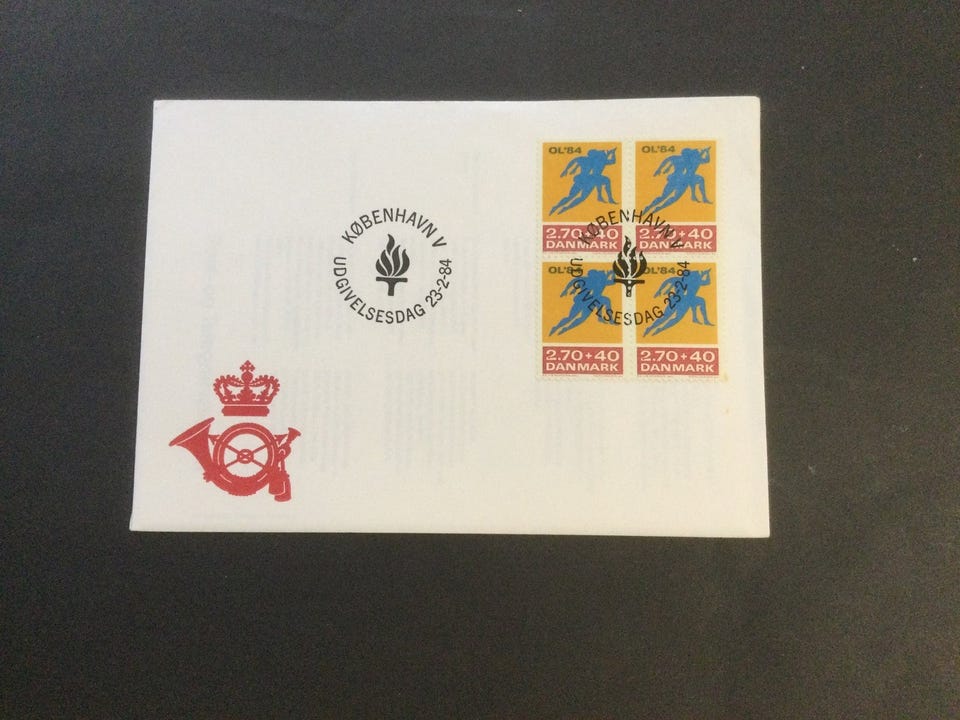 KØBENHAVN V
UDGIVELSESDAG 23-2-84
OL'84
OL'84
2.70+40
DANMARK
2.70+40
DANMARK
KØBENHAVN V
UDGIVELSESDAG 23-2-84
OL'84
OL'84
2.70+40
DANMARK
2.70+40
DANMARK